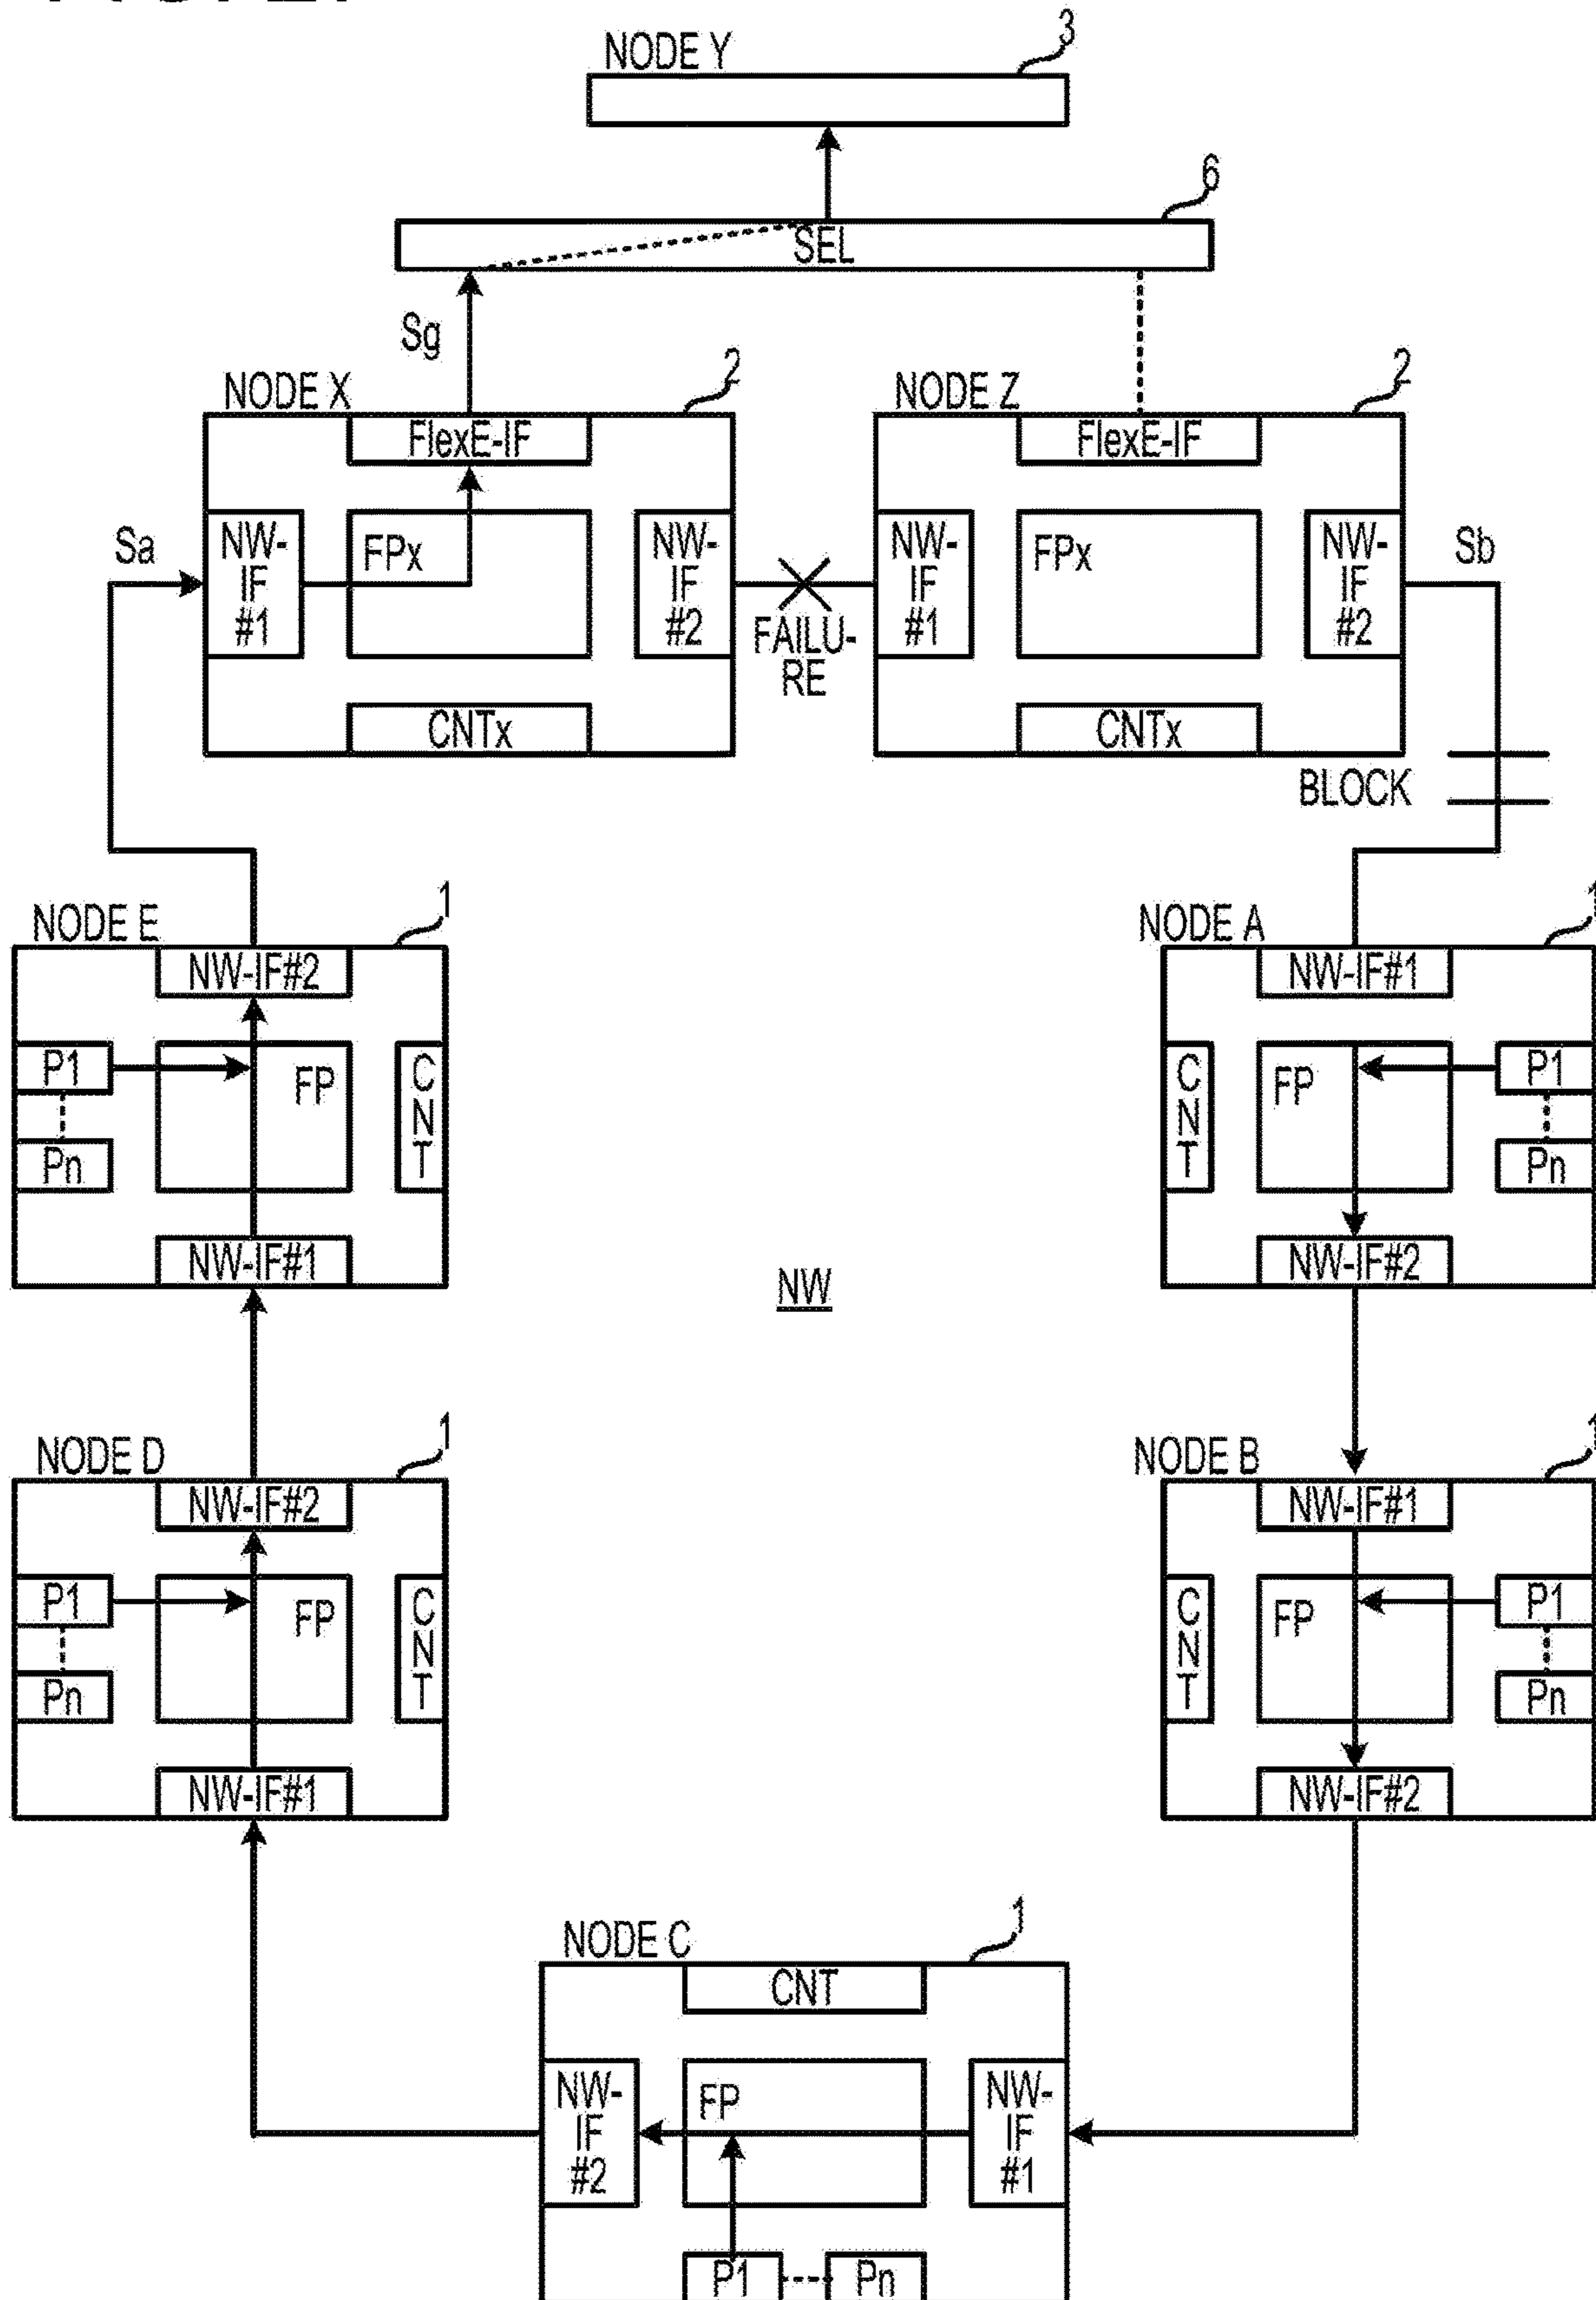 NODE Y
3
6
SEL
Sg
NODE X
2
NODE Z
2
FlexE-IF
FlexE-IF
Sa
NW-
IF
#1
FPx
NW-
IF
#2
FAILU-
RE
NW-
IF
#1
FPx
NW-
IF
#2
Sb
CNTx
CNTx
BLOCK
NODE E
1
NODE A
1
NW-IF#2
NW-IF#1
P1
FP
C
N
T
Pn
C
N
T
FP
P1
Pn
NW-IF#1
NW
NW-IF#2
NODE D
1
NODE B
1
NW-IF#2
NW-IF#1
P1
FP
C
N
T
Pn
C
N
T
FP
P1
Pn
NW-IF#1
NW-IF#2
NODE C
1
CNT
NW-
IF
#2
FP
NW-
IF
#1
P1
Pn